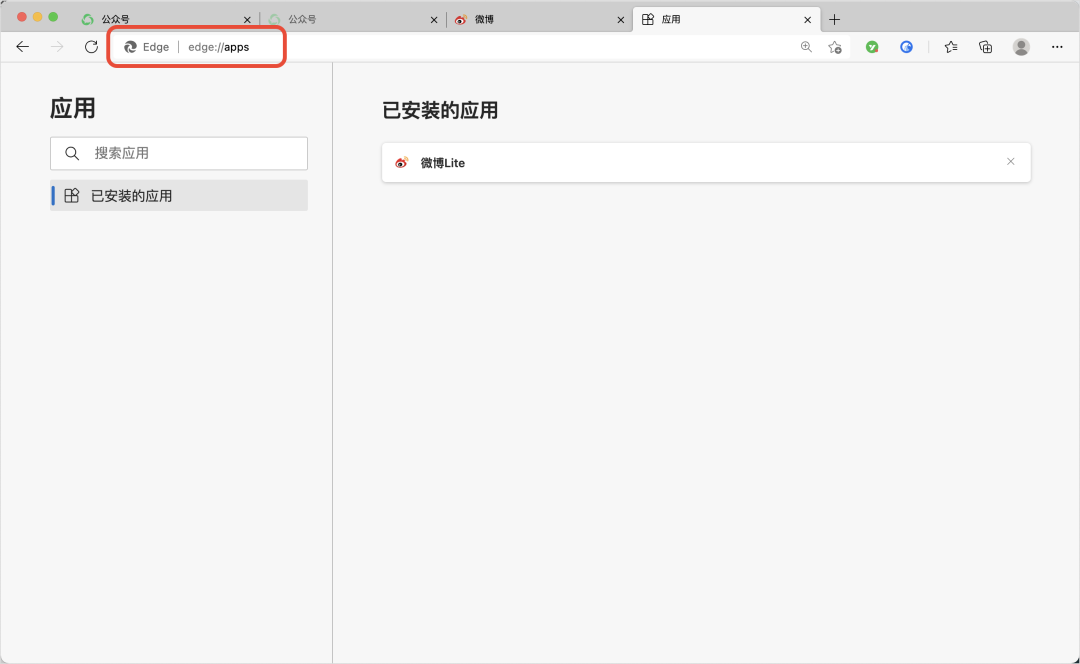 公众号
公众号
微博
应用
Edge
edge://apps
应用
搜索应用
已安装的应用
已安装的应用
微博Lite